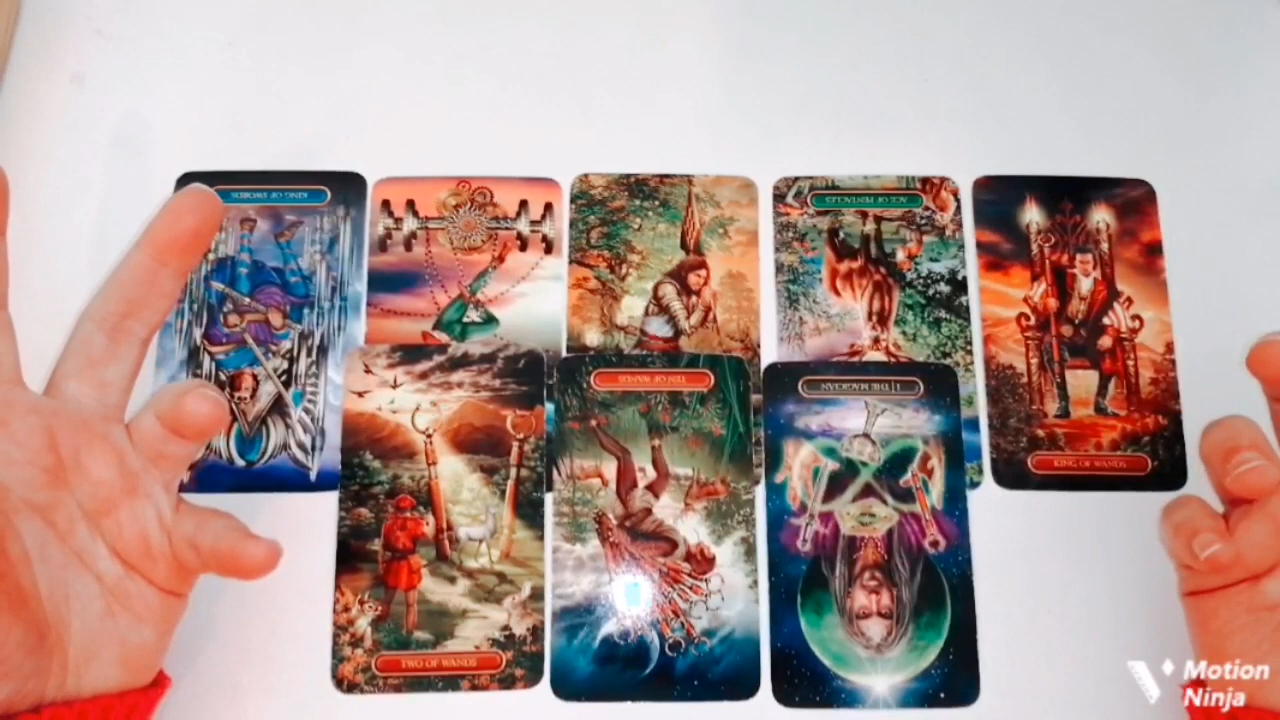 KING OF SWORDS
ACE OF PENTACLES
KING OF WANDS
TEN OF WANDS
1 | THE MAGICIAN
TWO OF WANDS
Motion
Ninja